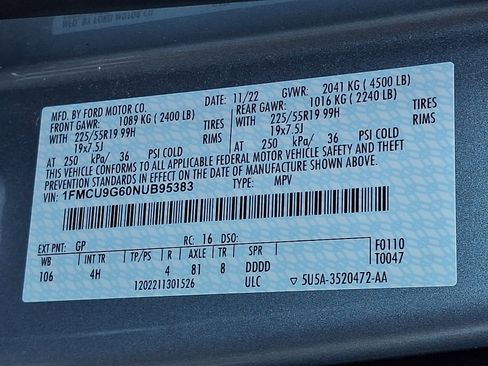 MFD. BY FORD MOTOR CO.
DATE: 11/22 GVWR: 2041 KG (4500 LB)
FRONT GAWR: 1089 KG (2400 LB) REAR GAWR: 1016 KG (2240 LB)
WITH 225/55R19 99H TIRES WITH 225/55R19 99H TIRES
19x7.5J RIMS 19x7.5J RIMS
AT 250 kPa/ 36 PSI COLD AT 250 kPa/ 36 PSI COLD
THIS VEHICLE CONFORMS TO ALL APPLICABLE FEDERAL MOTOR VEHICLE SAFETY AND THEFT
PREVENTION STANDARDS IN EFFECT ON THE DATE OF MANUFACTURE SHOWN ABOVE.
VIN: 1FMCU9G60NUB95383 TYPE: MPV
EXT PNT: GP RC: 16 DSO: F0110
WB INT TR TP/PS R AXLE TR SPR T0047
106 4H 4 81 8 DDDD
1202211301526 ULC 5U5A-3520472-AA